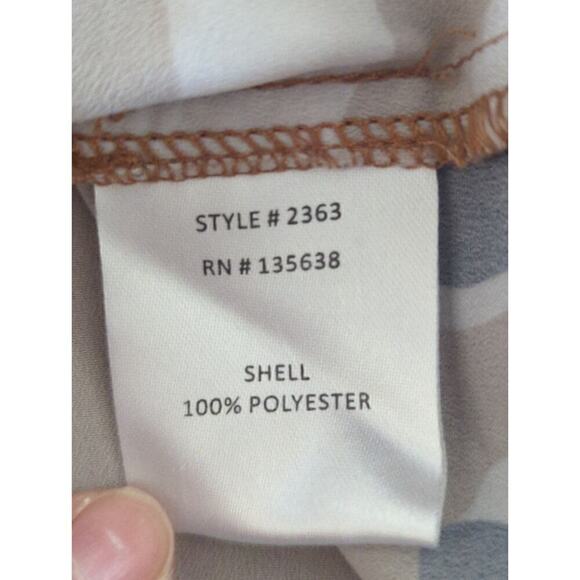 STYLE # 2363
RN # 135638
SHELL
100% POLYESTER